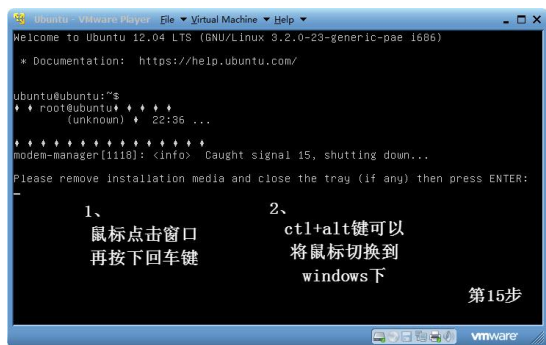 Ubuntu - VMware Player File ▼ Virtual Machine ▼ Help ▼
Welcome to Ubuntu 12.04 LTS (GNU/Linux 3.2.0-23-generic-pae i686)
* Documentation: https://help.ubuntu.com/
ubuntu@ubuntu:~$
♦ ♦ root@ubuntu♦ ♦ ♦ ♦ ♦
(unknown) ♦ 22:36 ...
♦ ♦ ♦ ♦ ♦ ♦ ♦ ♦ ♦ ♦ ♦ ♦ ♦ ♦ ♦
modem-manager[1118]: <info> Caught signal 15, shutting down...
Please remove installation media and close the tray (if any) then press ENTER:
1、
鼠标点击窗口
再按下回车键
2、
ctl+alt键可以
将鼠标切换到
windows下
第15步
vmware